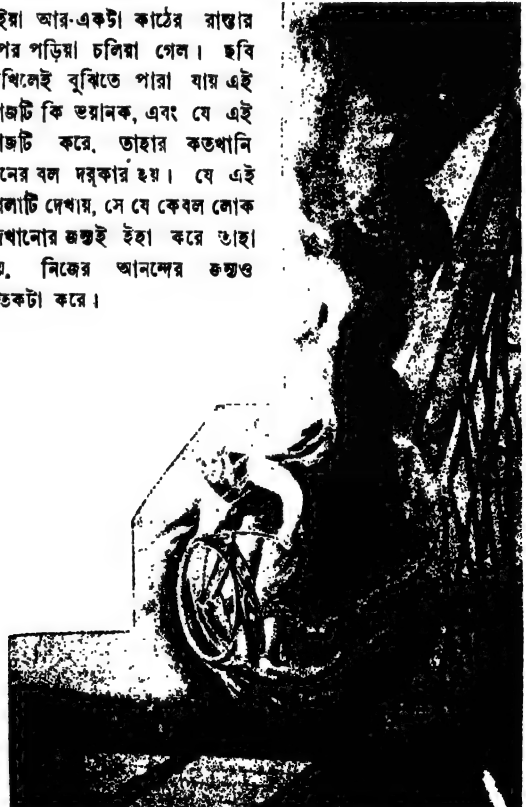 ইয়া আর-একটা কাঠের রাস্তার
পর পড়িয়া চলিয়া গেল। ছবি
খিলেই বুঝিতে পারা যায় এই
াজটি কি ভয়ানক, এবং যে এই
াজটি করে, তাহার কতখানি
নের বল দর্‌কার হয়। যে এই
েলাটি দেখায়, সে যে কেবল লোক
েখানোর জন্যই ইহা করে তাহা
য়, নিজের আনন্দের জন্যও
তকটা করে।